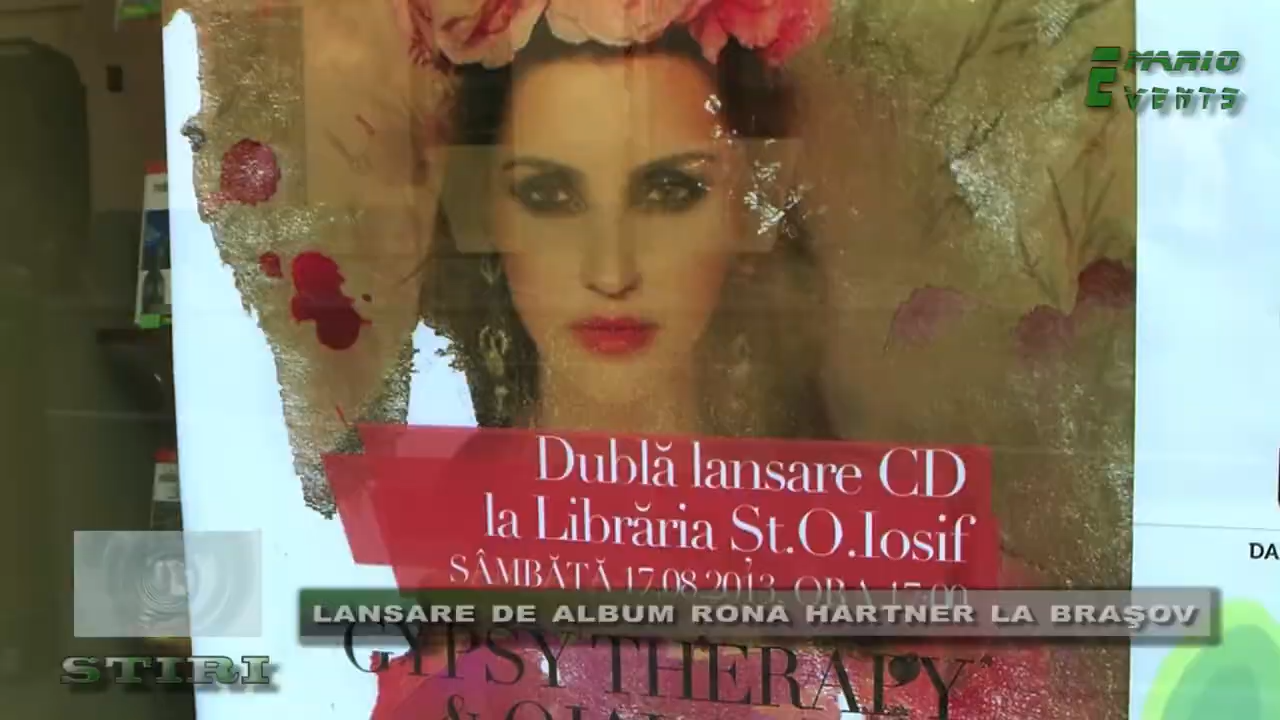 MARIO
EVENTS
Dublă lansare CD
la Librăria Șt.O.Iosif
SÂMBĂTĂ 17.08.2013, ORA 17:00
LANSARE DE ALBUM RONA HARTNER LA BRAŞOV
STIRI
GYPSY THERAPY
&
DA